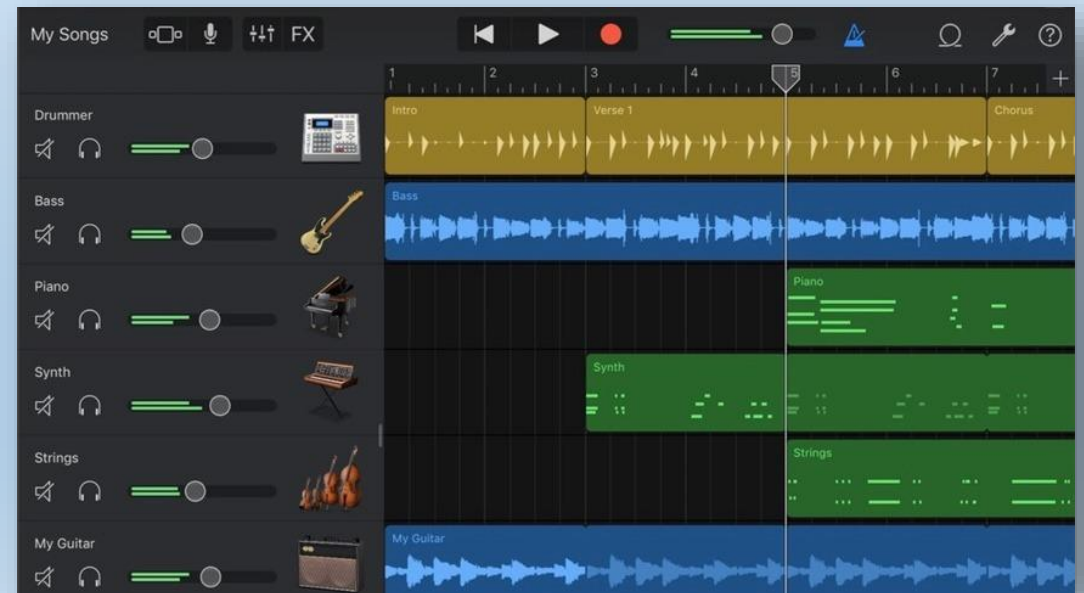 My Songs FX
1 2 3 4 5 6 7 +
Drummer
Intro Verse 1 Chorus
Bass
Bass
Piano
Piano
Synth
Synth
Strings
Strings
My Guitar
My Guitar